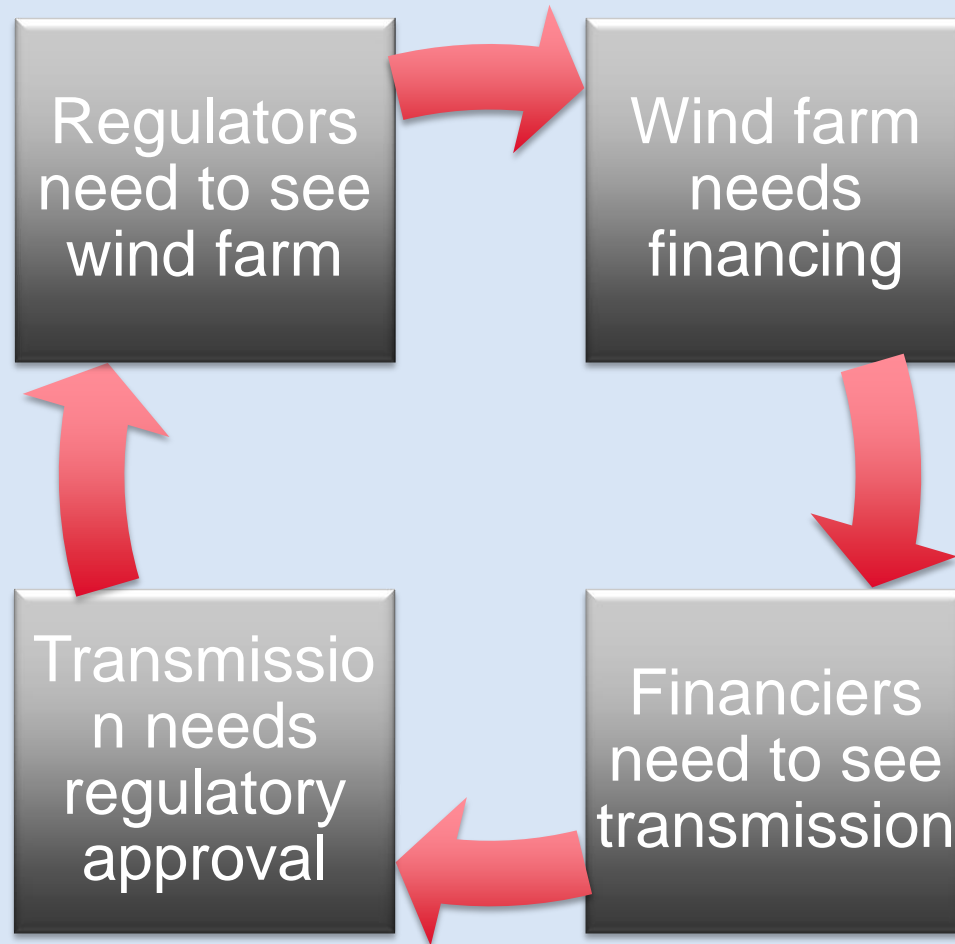 Regulators
need to see
wind farm
Wind farm
needs
financing
Transmissio
n needs
regulatory
approval
Financiers
need to see
transmission